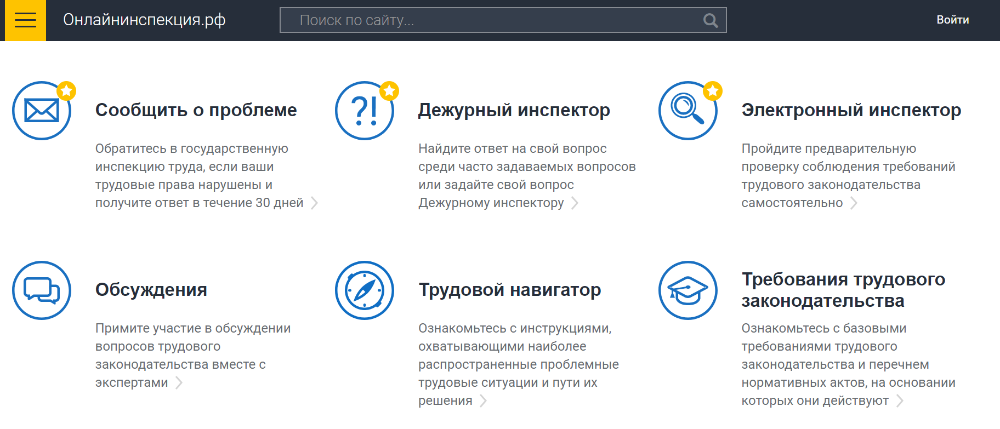 Онлайнинспекция.рф
Поиск по сайту...
Войти
Сообщить о проблеме
Обратитесь в государственную
инспекцию труда, если ваши
трудовые права нарушены и
получите ответ в течение 30 дней
Дежурный инспектор
Найдите ответ на свой вопрос
среди часто задаваемых вопросов
или задайте свой вопрос
Дежурному инспектору
Электронный инспектор
Пройдите предварительную
проверку соблюдения требований
трудового законодательства
самостоятельно
Обсуждения
Примите участие в обсуждении
вопросов трудового
законодательства вместе с
экспертами
Трудовой навигатор
Ознакомьтесь с инструкциями,
охватывающими наиболее
распространенные проблемные
трудовые ситуации и пути их
решения
Требования трудового
законодательства
Ознакомьтесь с базовыми
требованиями трудового
законодательства и перечнем
нормативных актов, на основании
которых они действуют